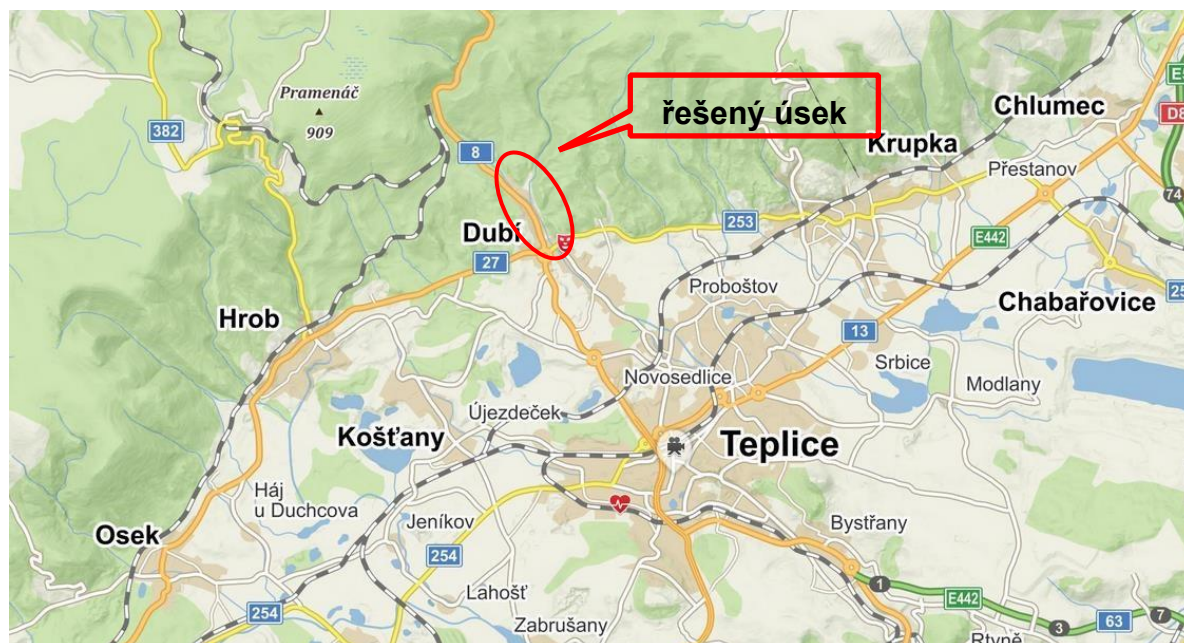 Pramenáč
909
382
8
řešený úsek
Chlumec
Krupka
Přestanov
D8
74
253
Dubí
27
E442
Proboštov
Chabařovice
Hrob
13
Srbice
Novosedlice
Modlany
Újezdeček
Košťany
Teplice
Háj
u Duchcova
Osek
Jeníkov
Bystřany
254
254
Lahošť
Zabrušany
1
E442
3
63
7
Rtyně